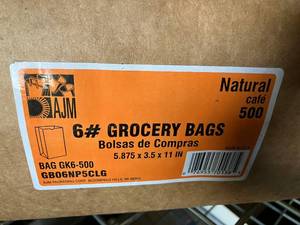 AJM
Natural
café
500
6# GROCERY BAGS
Bolsas de Compras
5.875 x 3.5 x 11 IN
BAG GK6-500
GB06NP5CLG